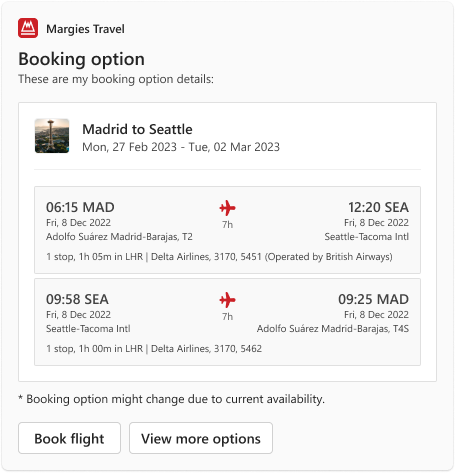 Margies Travel
Booking option
These are my booking option details:
Madrid to Seattle
Mon, 27 Feb 2023 - Tue, 02 Mar 2023
06:15 MAD 12:20 SEA
Fri, 8 Dec 2022 7h Fri, 8 Dec 2022
Adolfo Suárez Madrid-Barajas, T2 Seattle-Tacoma Intl
1 stop, 1h 05m in LHR | Delta Airlines, 3170, 5451 (Operated by British Airways)
09:58 SEA 09:25 MAD
Fri, 8 Dec 2022 7h Fri, 8 Dec 2022
Seattle-Tacoma Intl Adolfo Suárez Madrid-Barajas, T4S
1 stop, 1h 00m in LHR | Delta Airlines, 3170, 5462
* Booking option might change due to current availability.
Book flight View more options